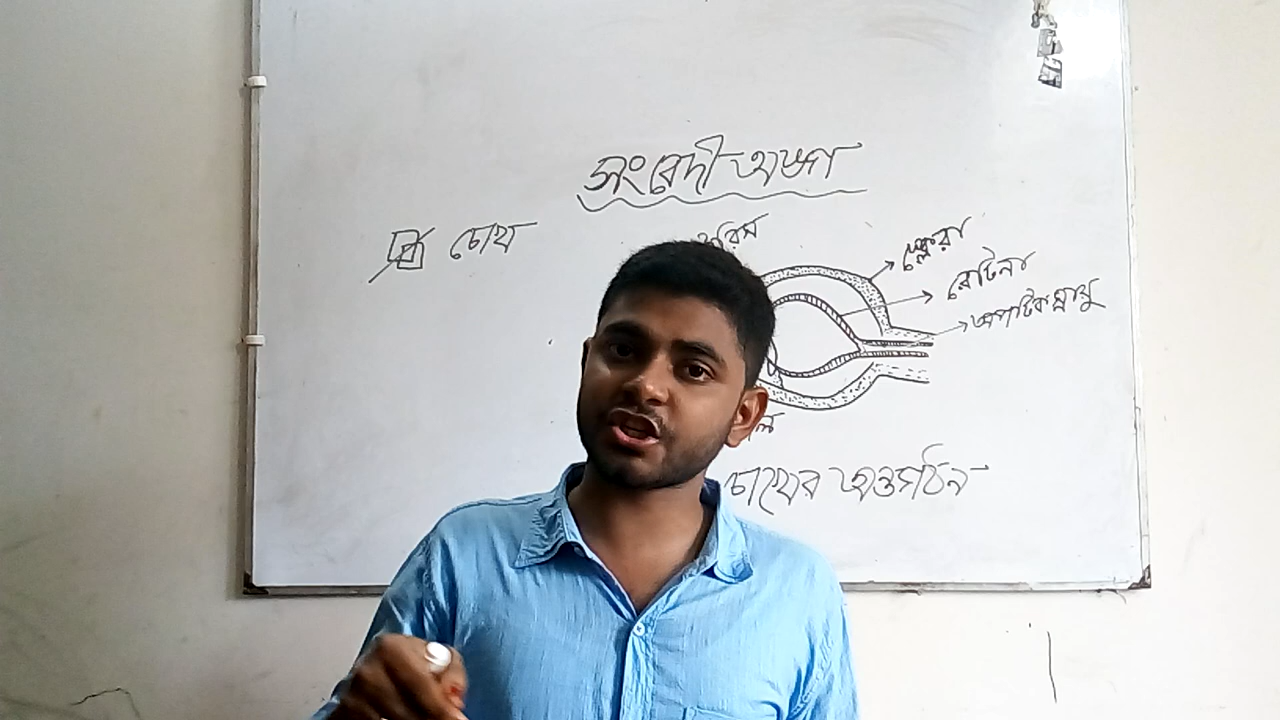 সংবেদী অঙ্গ
চোখ
স্ক্লেরা
রেটিনা
অপটিক স্নায়ু
চোখের অন্তর্গঠন